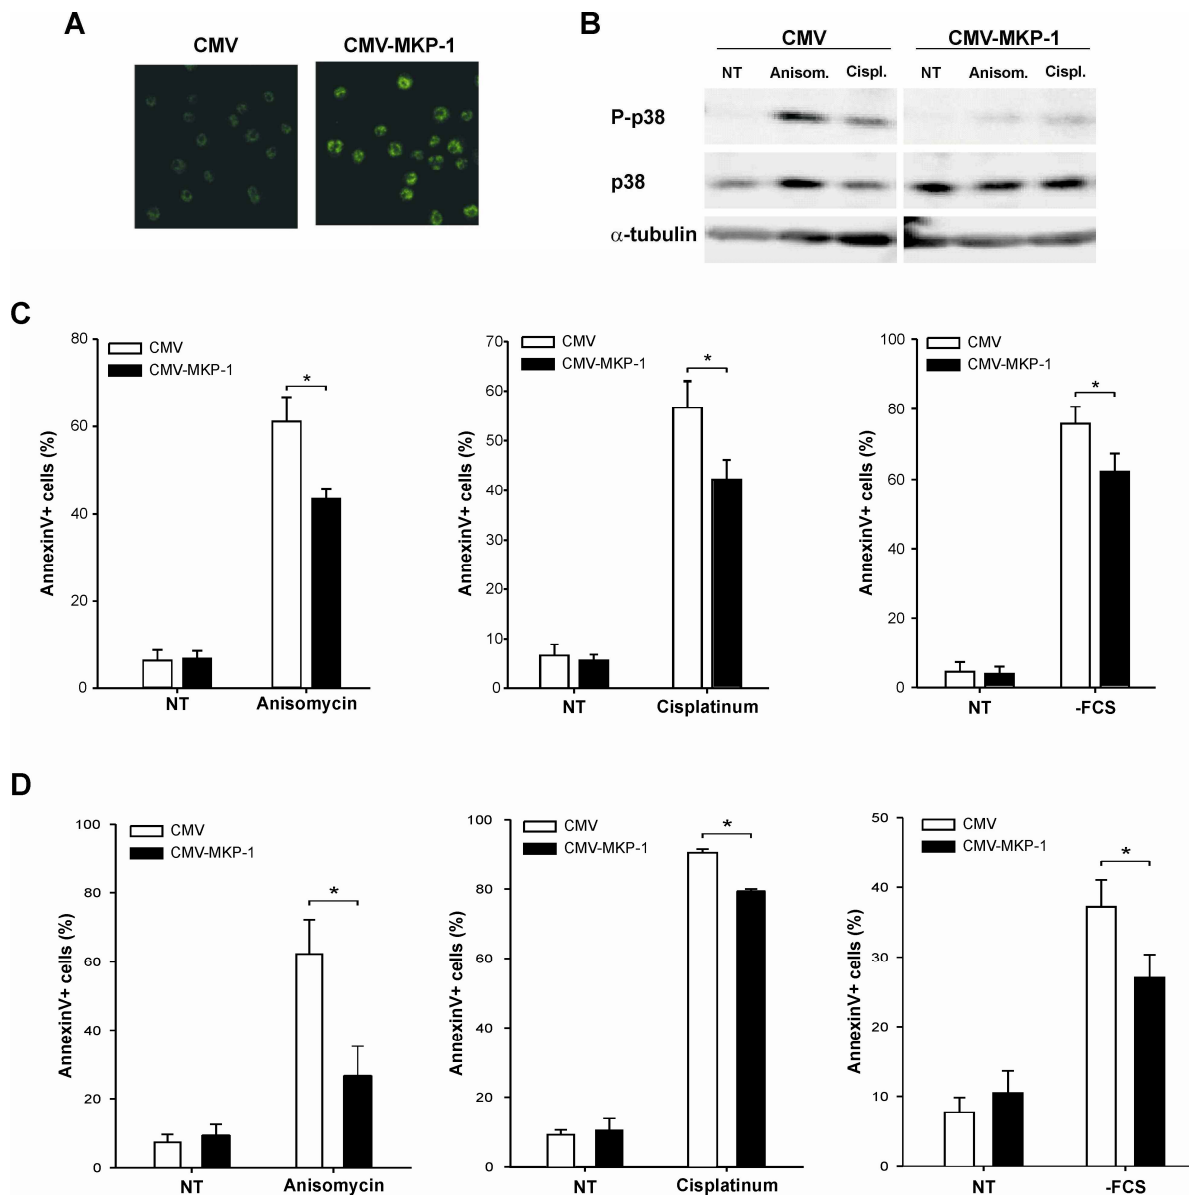 A
CMV
CMV-MKP-1
B
CMV
CMV-MKP-1
NT Anisom. Cispl.
NT Anisom. Cispl.
P-p38
p38
α-tubulin
C
80
60
40
20
0
AnnexinV+ cells (%)
CMV
CMV-MKP-1
*
NT
Anisomycin
70
60
50
40
30
20
10
0
AnnexinV+ cells (%)
CMV
CMV-MKP-1
*
NT
Cisplatinum
100
80
60
40
20
0
AnnexinV+ cells (%)
CMV
CMV-MKP-1
*
NT
-FCS
D
100
80
60
40
20
0
AnnexinV+ cells (%)
CMV
CMV-MKP-1
*
NT
Anisomycin
100
80
60
40
20
0
AnnexinV+ cells (%)
CMV
CMV-MKP-1
*
NT
Cisplatinum
50
40
30
20
10
0
AnnexinV+ cells (%)
CMV
CMV-MKP-1
*
NT
-FCS